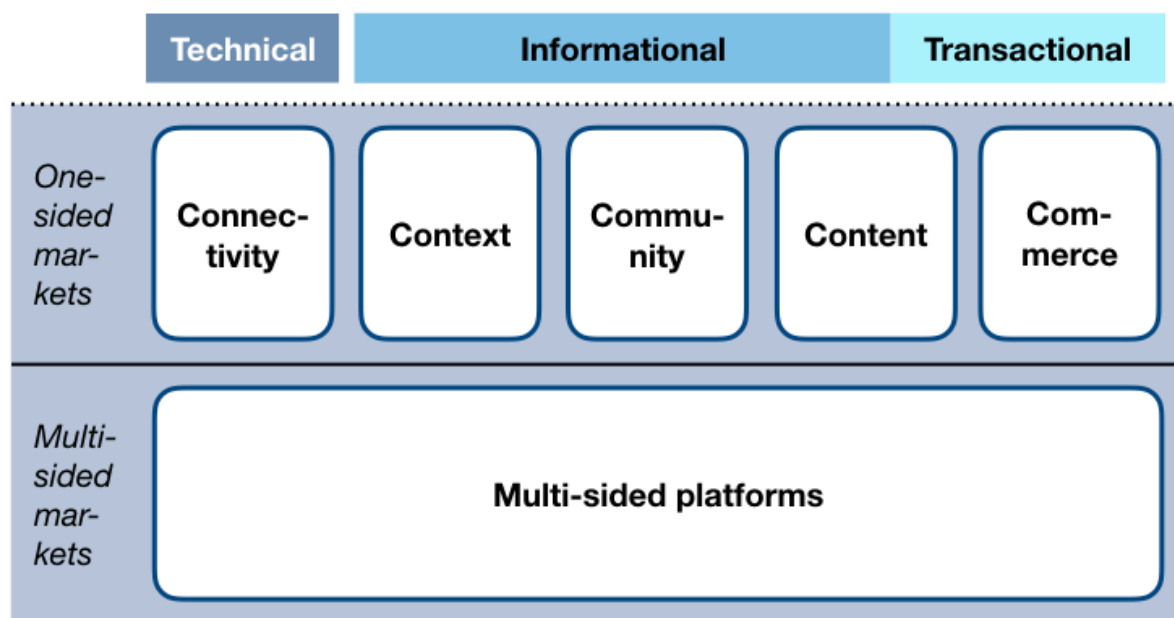 Technical
Informational
Transactional
One-
sided
mar-
kets
Connec-
tivity
Context
Commu-
nity
Content
Com-
merce
Multi-
sided
mar-
kets
Multi-sided platforms